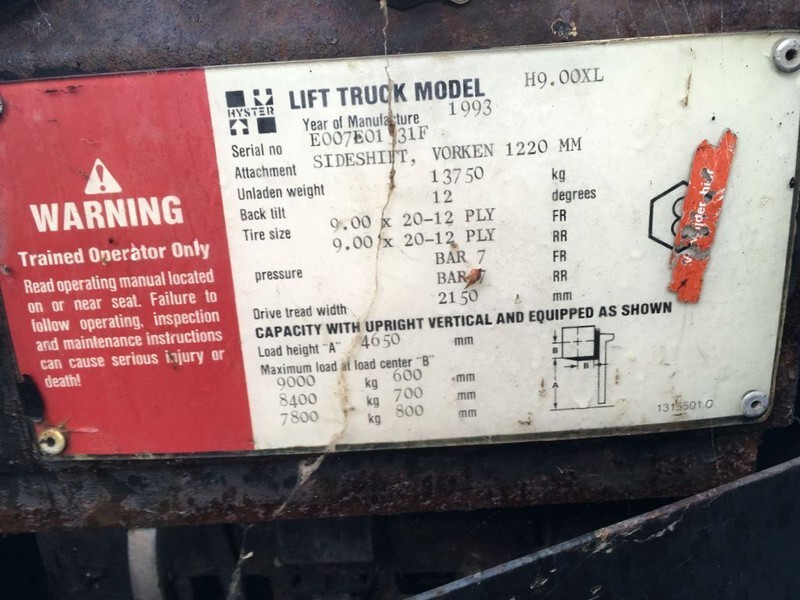 WARNING
Trained Operator Only
Read operating manual located
on or near seat. Failure to
follow operating, inspection
and maintenance instructions
can cause serious injury or
death!
HYSTER
LIFT TRUCK MODEL H9.00XL
Year of Manufacture 1993
Serial no
Attachment SIDESHIFT, VORKEN 1220 MM
Unladen weight 13750 kg
Back tilt 12 degrees
Tire size 9.00 x 20-12 PLY FR
9.00 x 20-12 PLY RR
pressure BAR 7 FR
BAR 7 RR
Drive tread width 2150 mm
CAPACITY WITH UPRIGHT VERTICAL AND EQUIPPED AS SHOWN
Load height "A" 4650 mm
Maximum load at load center "B"
9000 kg 600 mm
8400 kg 700 mm
7800 kg 800 mm
B
B
A